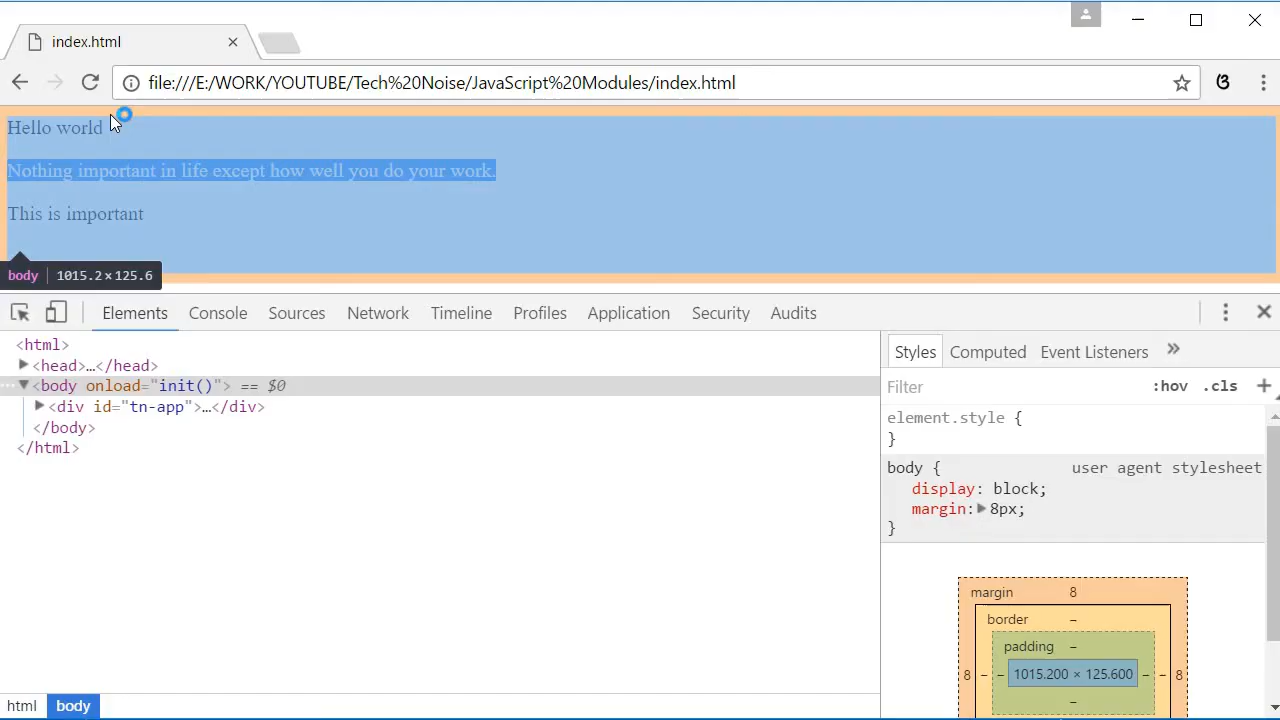 index.html
file:///E:/WORK/YOUTUBE/Tech%20Noise/JavaScript%20Modules/index.html
Hello world
Nothing important in life except how well you do your work.
This is important
body 1015.2×125.6
Elements Console Sources Network Timeline Profiles Application Security Audits
<html>
<head>…</head>
<body onload="init()"> == $0
<div id="tn-app">…</div>
</body>
</html>
html body
Styles Computed Event Listeners »
Filter :hov .cls +
element.style {
}
body { user agent stylesheet
display: block;
margin: 8px;
}
margin 8
border –
padding –
8 – – 1015.200 × 125.600 – – 8
–